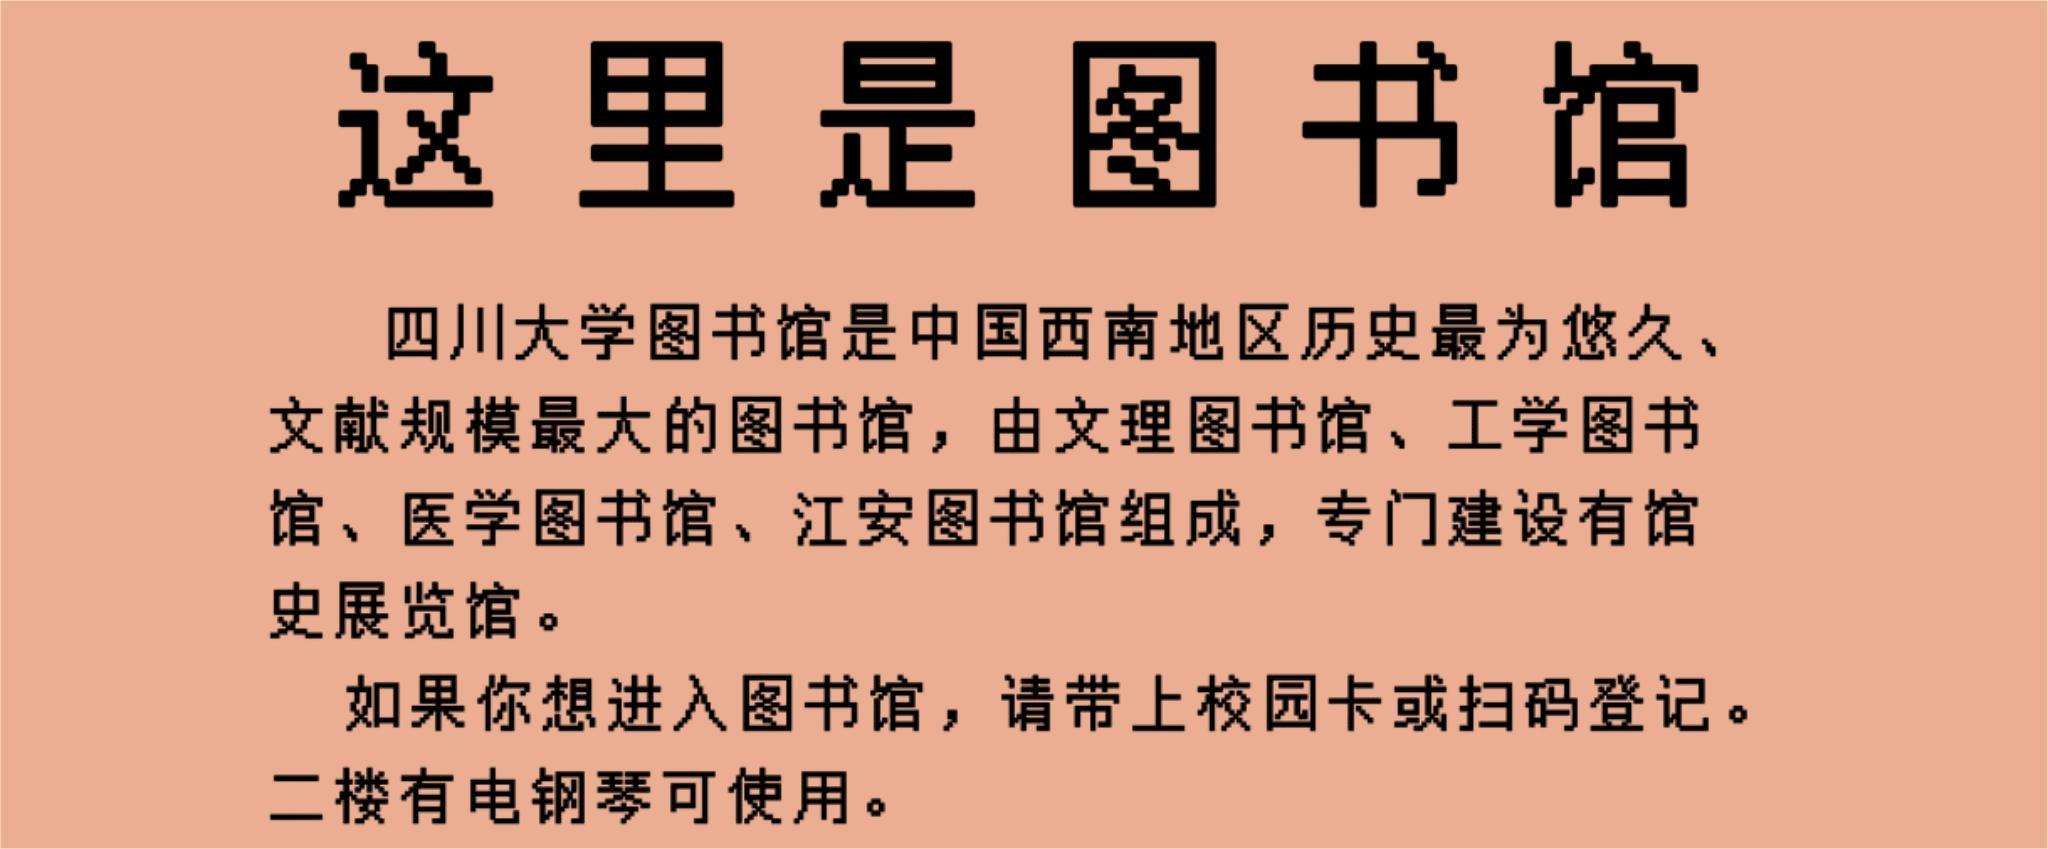 这里是图书馆
四川大学图书馆是中国西南地区历史最为悠久、
文献规模最大的图书馆，由文理图书馆、工学图书
馆、医学图书馆、江安图书馆组成，专门建设有馆
史展览馆。
如果你想进入图书馆，请带上校园卡或扫码登记。
二楼有电钢琴可使用。